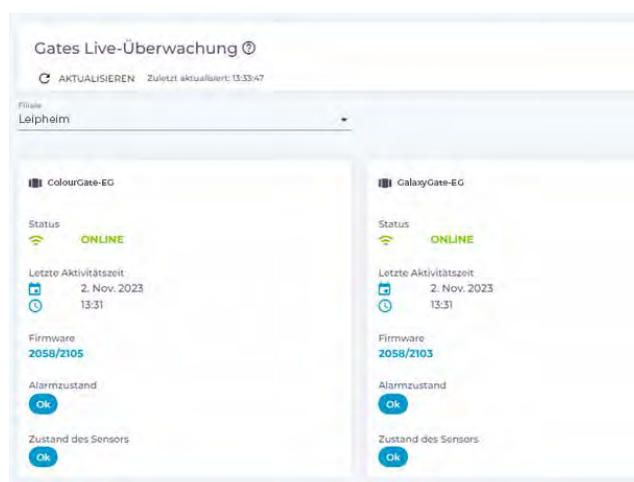 Gates Live-Überwachung ?
AKTUALISIEREN Zuletzt aktualisiert: 13:33:47
Filiale
Leipheim
ColourGate-EG
Status
ONLINE
Letzte Aktivitätszeit
2. Nov. 2023
13:31
Firmware
2058/2105
Alarmzustand
Ok
Zustand des Sensors
Ok
GalaxyGate-EG
Status
ONLINE
Letzte Aktivitätszeit
2. Nov. 2023
13:31
Firmware
2058/2103
Alarmzustand
Ok
Zustand des Sensors
Ok